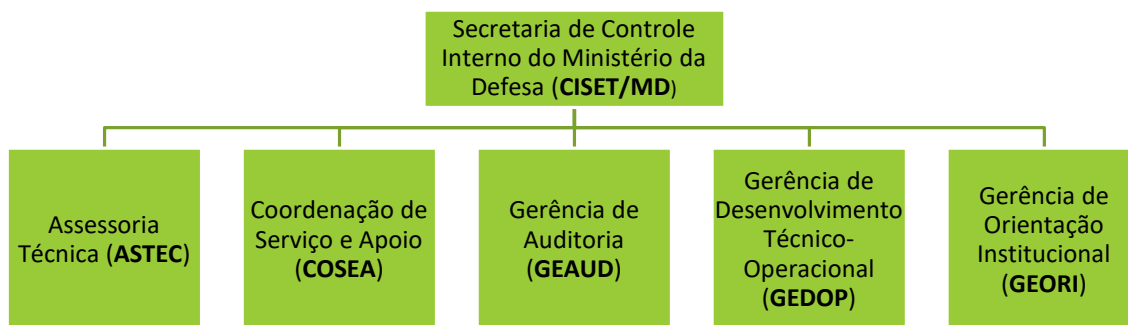 Secretaria de Controle
Interno do Ministério da
Defesa (CISET/MD)
Assessoria
Técnica (ASTEC)
Coordenação de
Serviço e Apoio
(COSEA)
Gerência de
Auditoria
(GEAUD)
Gerência de
Desenvolvimento
Técnico-
Operacional
(GEDOP)
Gerência de
Orientação
Institucional
(GEORI)